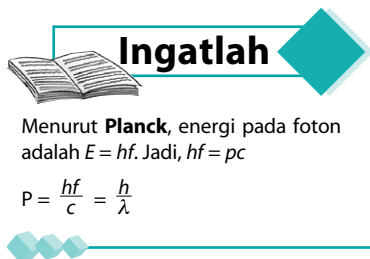 Ingatlah
Menurut Planck, energi pada foton
adalah E = hf. Jadi, hf = pc
P = hf/c = h/λ